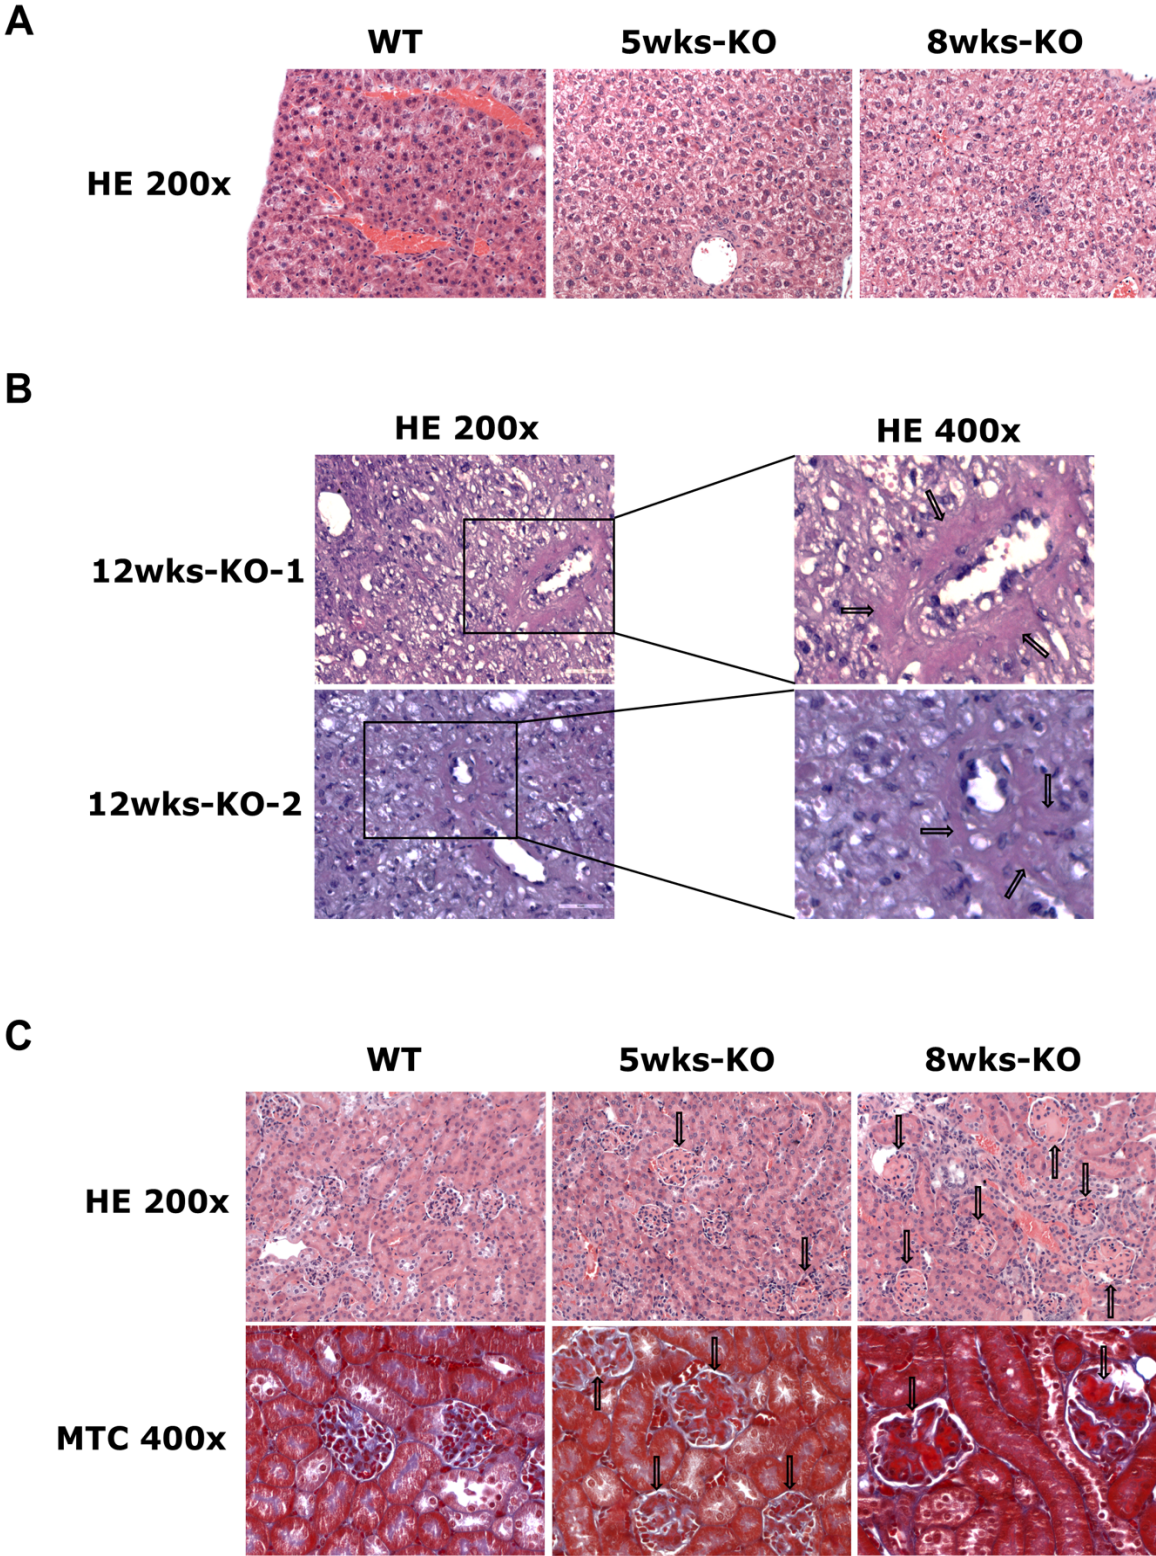 A
WT 5wks-KO 8wks-KO
HE 200x
B
HE 200x HE 400x
12wks-KO-1
12wks-KO-2
C
WT 5wks-KO 8wks-KO
HE 200x
MTC 400x